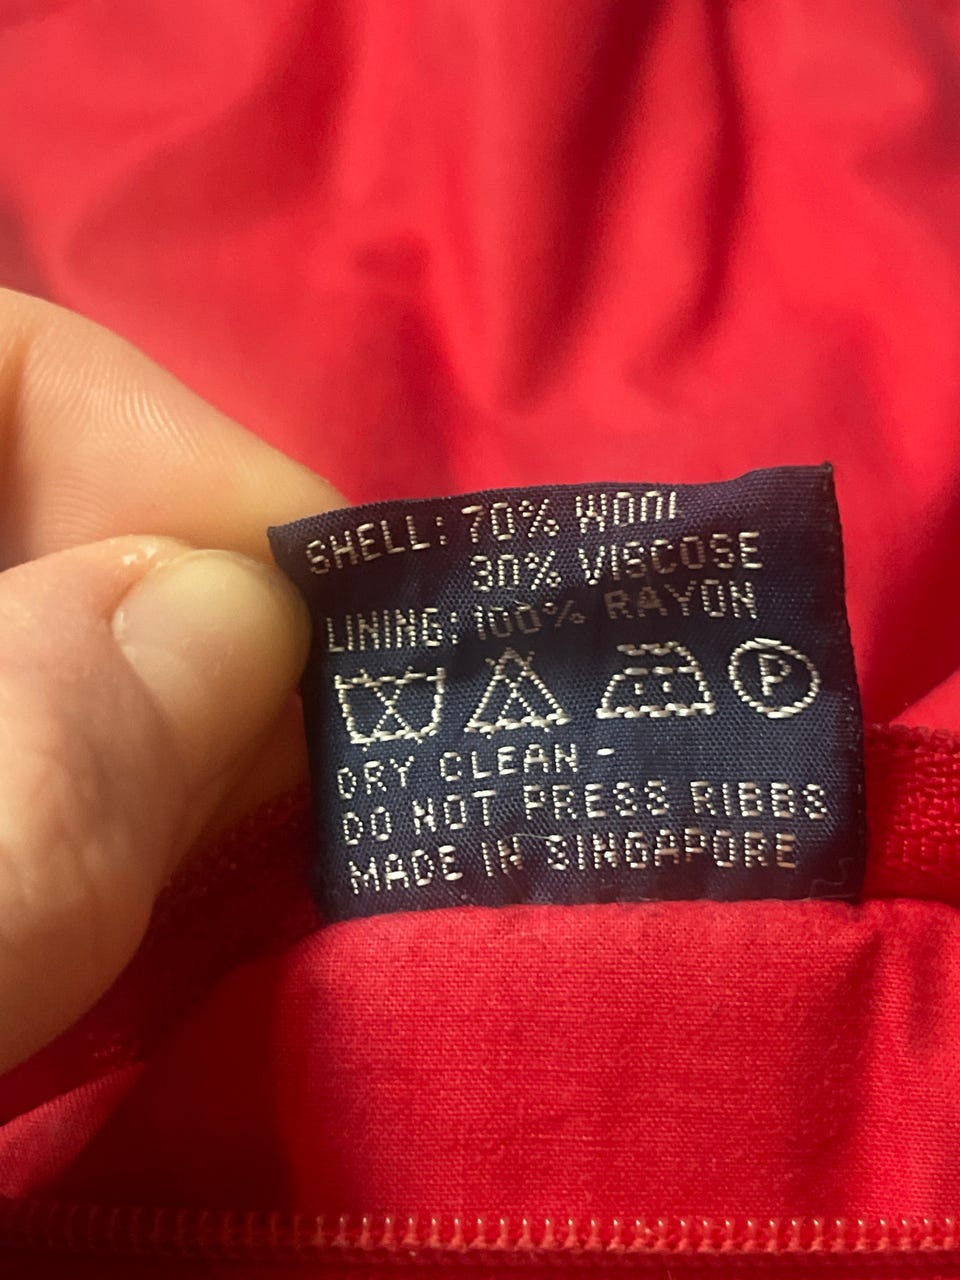 SHELL: 70% WOOL
30% VISCOSE
LINING: 100% RAYON
P
DRY CLEAN -
DO NOT PRESS RIBBS
MADE IN SINGAPORE